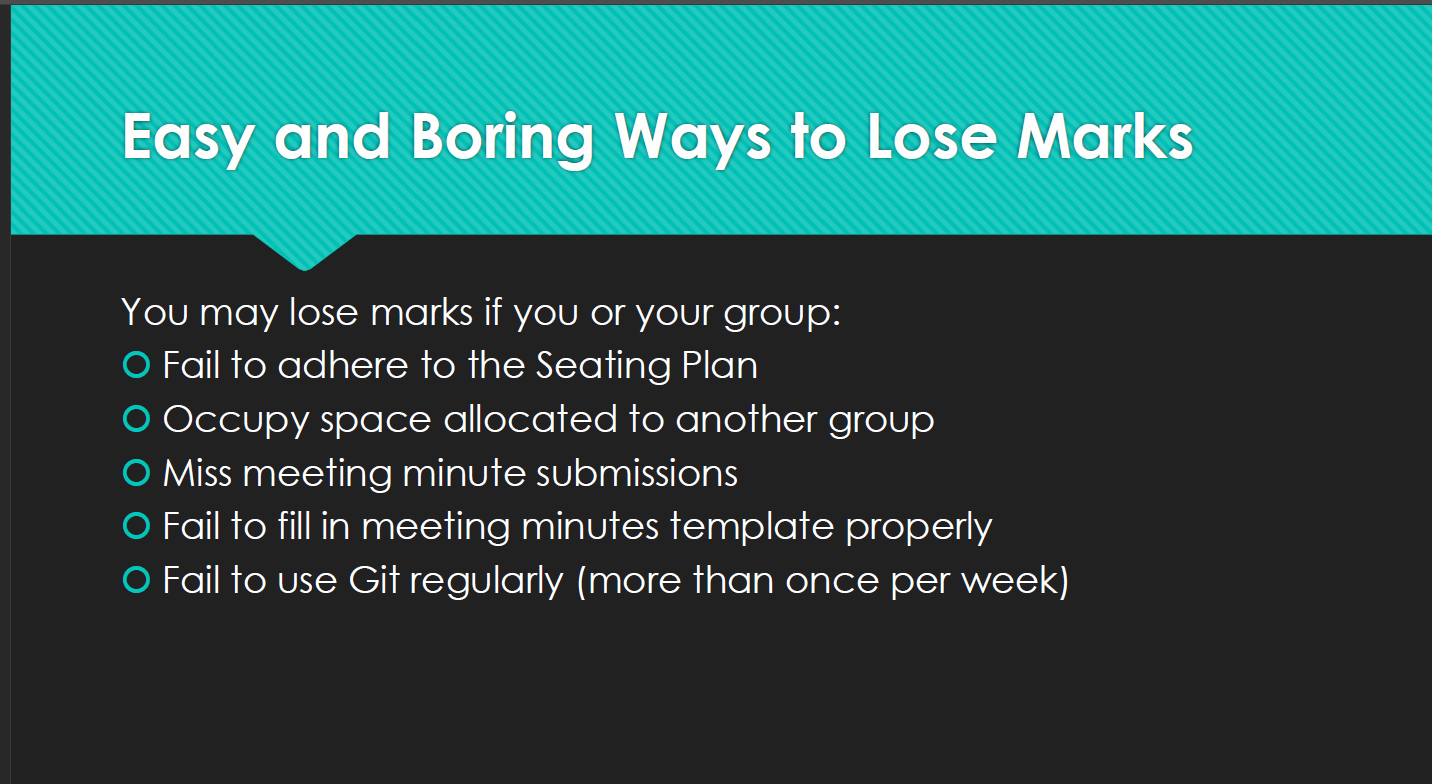 Easy and Boring Ways to Lose Marks
You may lose marks if you or your group:
Fail to adhere to the Seating Plan
Occupy space allocated to another group
Miss meeting minute submissions
Fail to fill in meeting minutes template properly
Fail to use Git regularly (more than once per week)